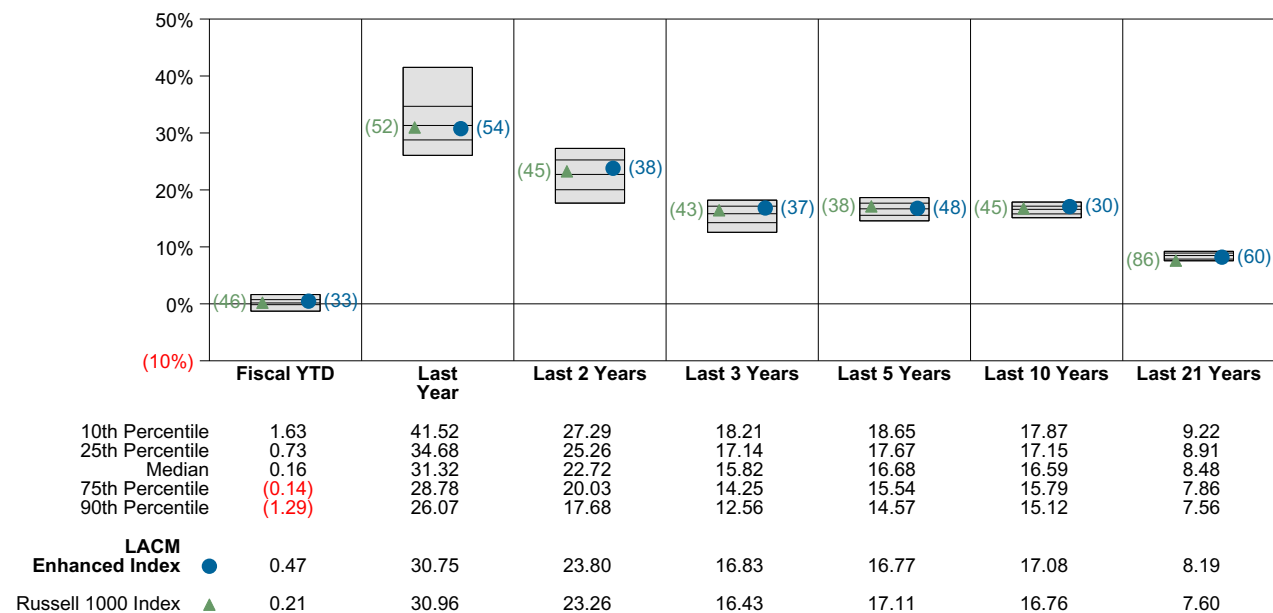 50%
40%
30%
20%
10%
0%
(10%)
(46) (33)
(52) (54)
(45) (38)
(43) (37)
(38) (48)
(45) (30)
(86) (60)
Fiscal YTD Last Year Last 2 Years Last 3 Years Last 5 Years Last 10 Years Last 21 Years
10th Percentile 1.63 41.52 27.29 18.21 18.65 17.87 9.22
25th Percentile 0.73 34.68 25.26 17.14 17.67 17.15 8.91
Median 0.16 31.32 22.72 15.82 16.68 16.59 8.48
75th Percentile (0.14) 28.78 20.03 14.25 15.54 15.79 7.86
90th Percentile (1.29) 26.07 17.68 12.56 14.57 15.12 7.56
LACM
Enhanced Index 0.47 30.75 23.80 16.83 16.77 17.08 8.19
Russell 1000 Index 0.21 30.96 23.26 16.43 17.11 16.76 7.60